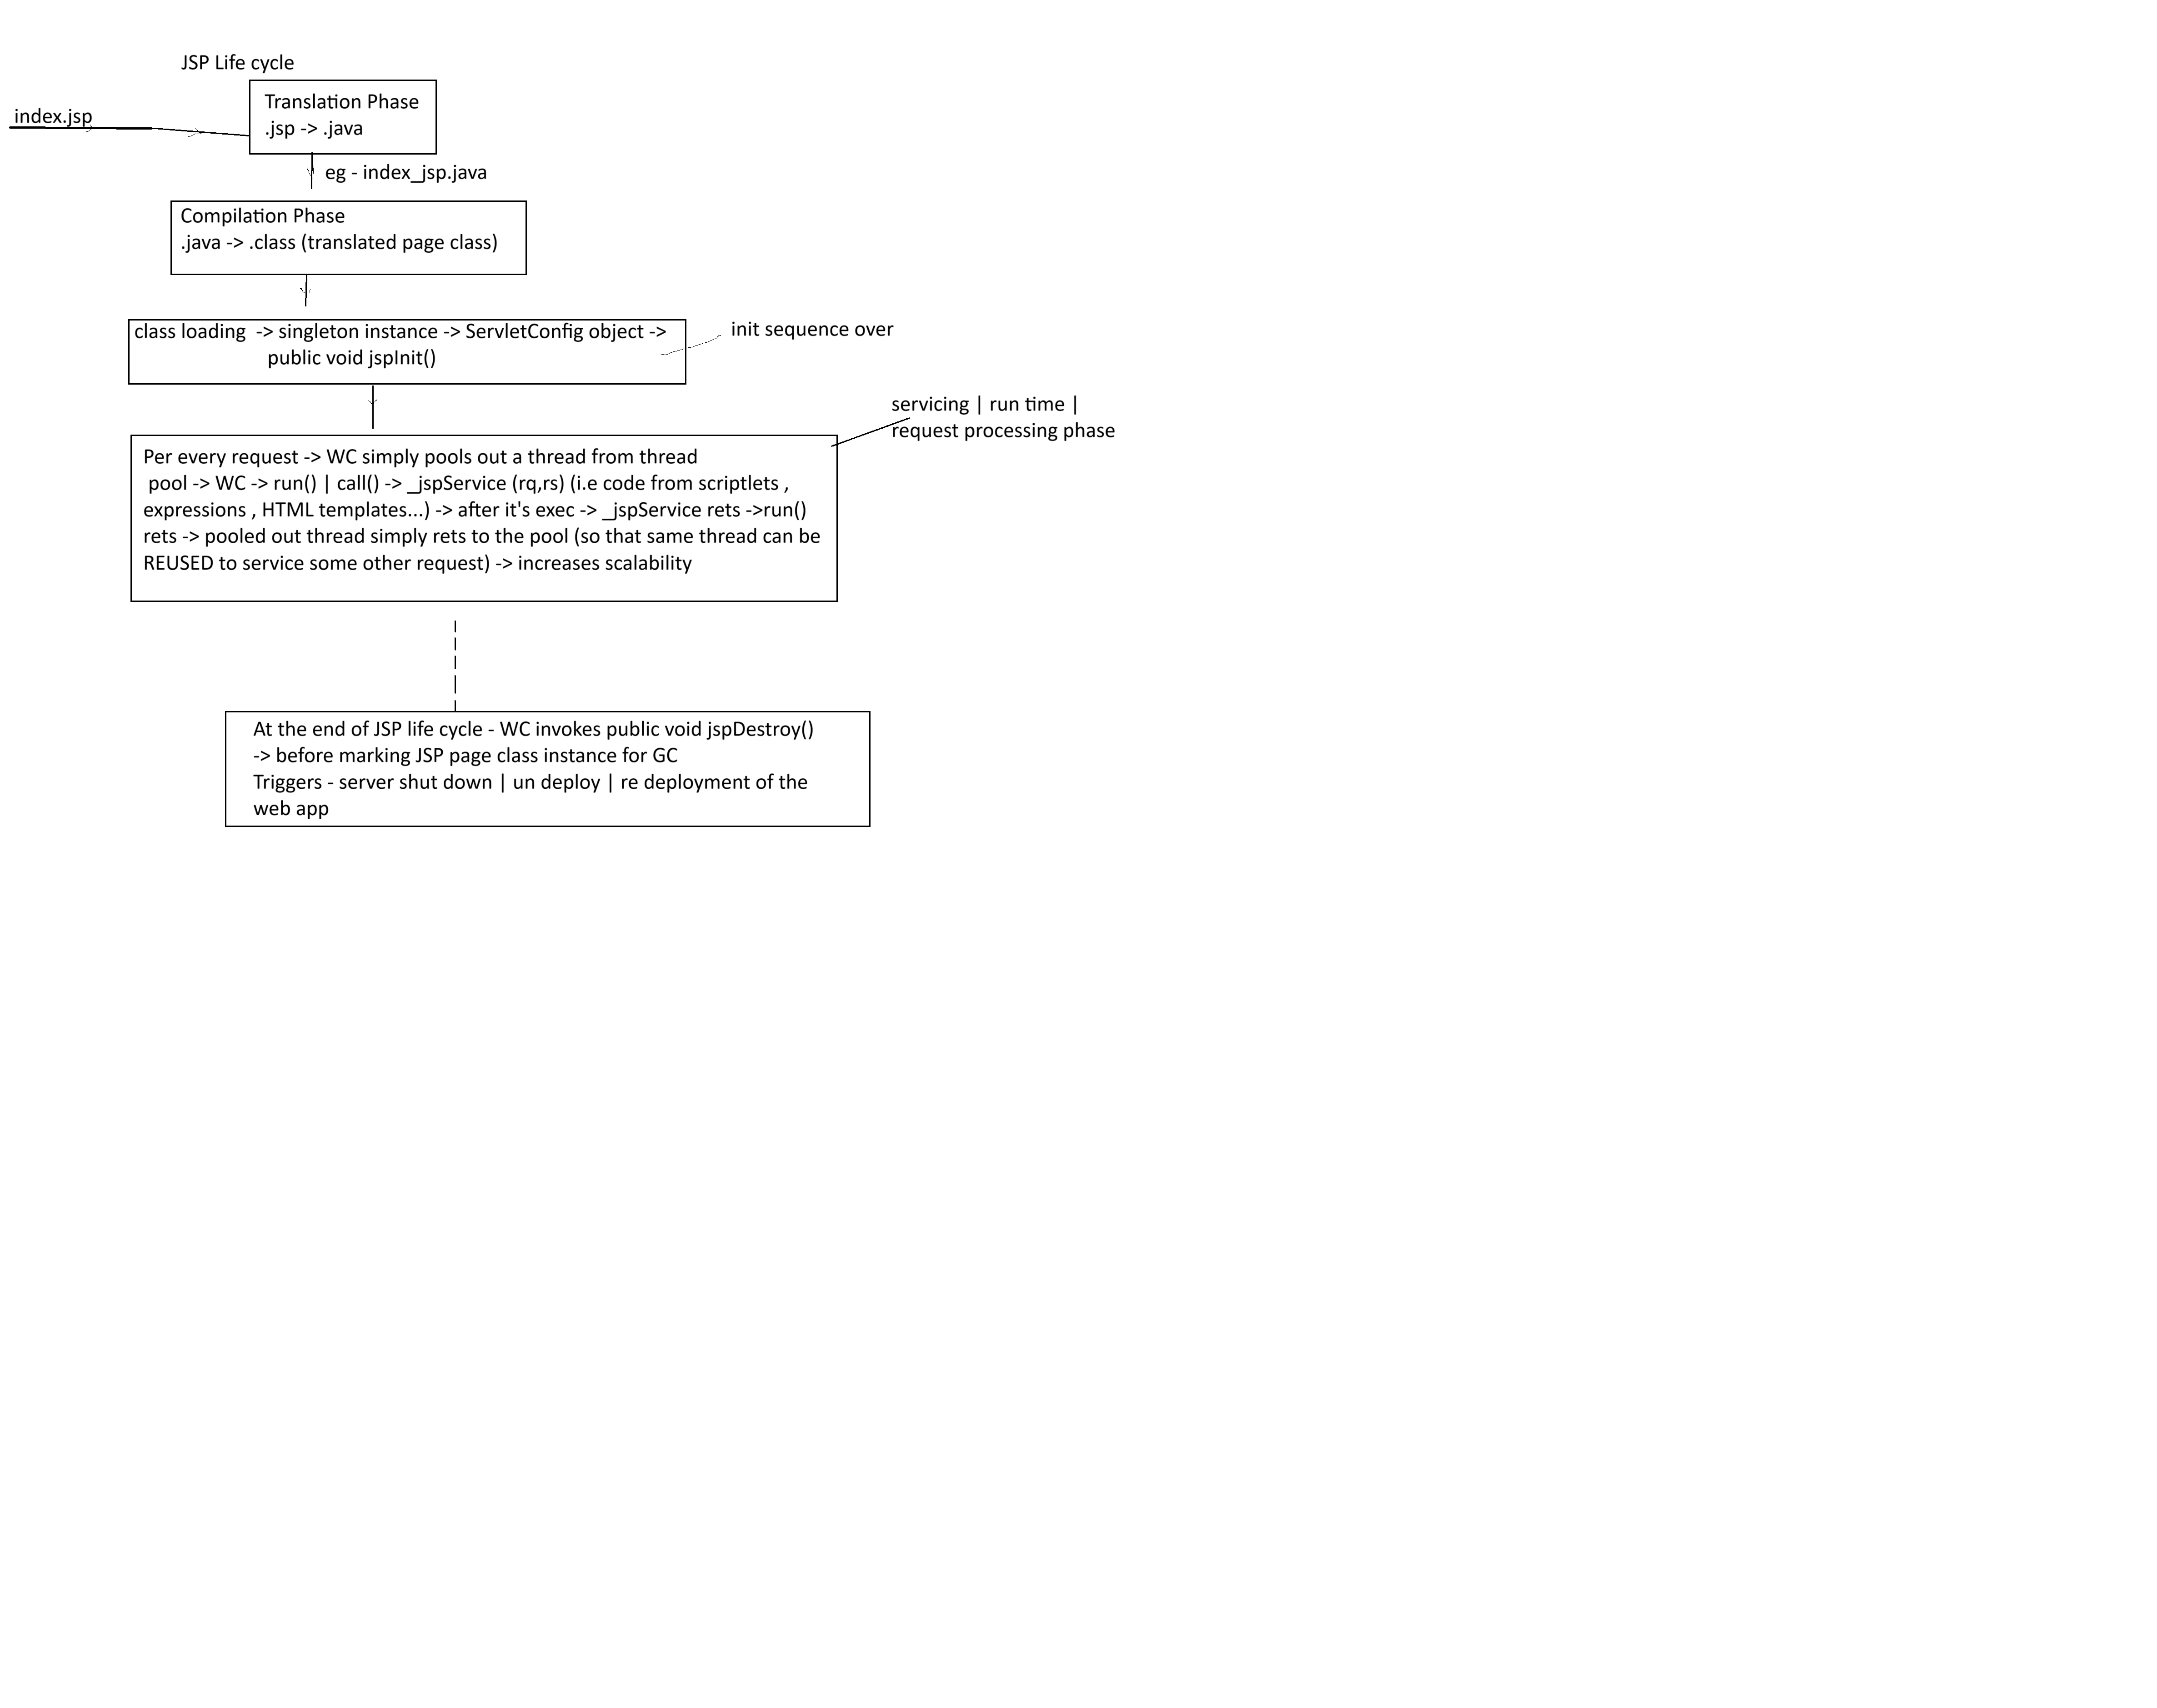 JSP Life cycle
index.jsp
Translation Phase
.jsp -> .java
eg - index_jsp.java
Compilation Phase
.java -> .class (translated page class)
class loading  -> singleton instance -> ServletConfig object ->
public void jspInit()
init sequence over
servicing | run time |
request processing phase
Per every request -> WC simply pools out a thread from thread
pool -> WC -> run() | call() -> _jspService (rq,rs) (i.e code from scriptlets ,
expressions , HTML templates...) -> after it's exec -> _jspService rets ->run()
rets -> pooled out thread simply rets to the pool (so that same thread can be
REUSED to service some other request) -> increases scalability
At the end of JSP life cycle - WC invokes public void jspDestroy()
-> before marking JSP page class instance for GC
Triggers - server shut down | un deploy | re deployment of the
web app